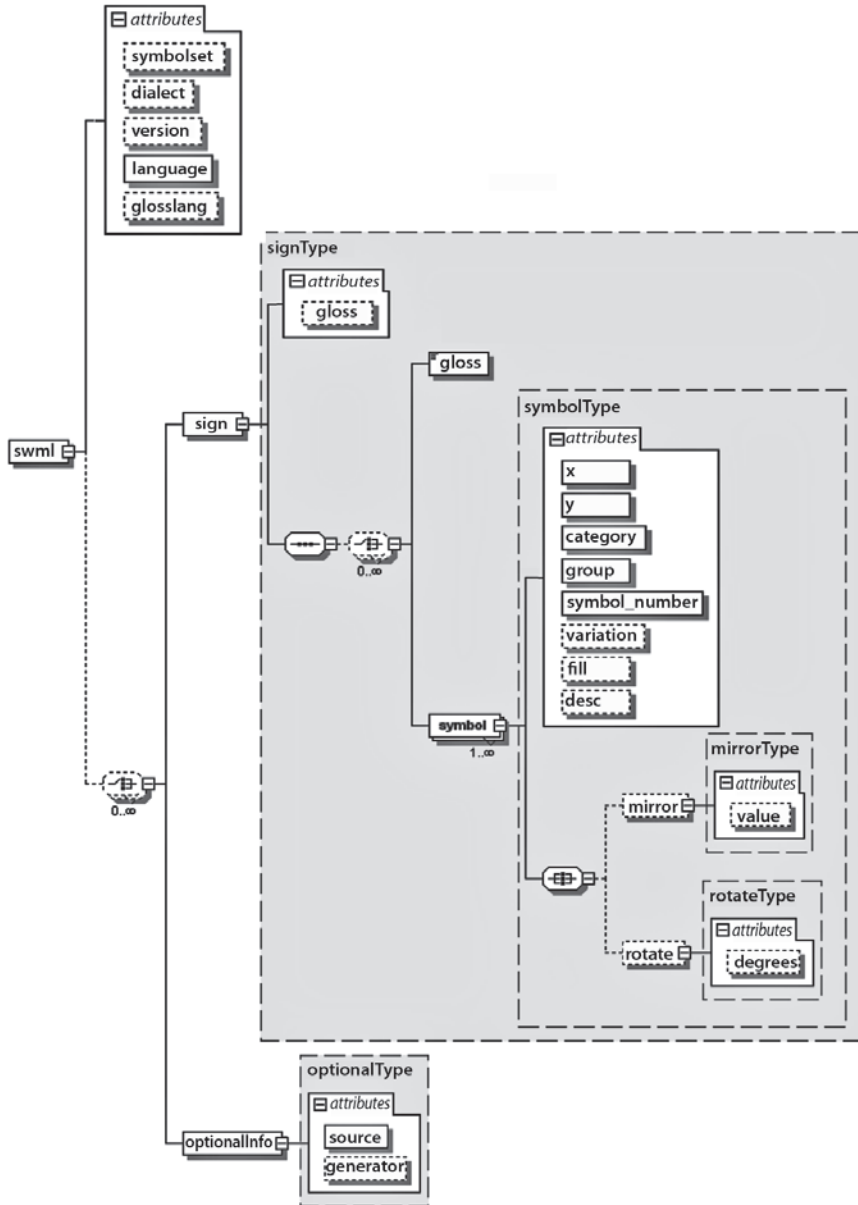 attributes
symbolset
dialect
version
language
glosslang
signType
attributes
gloss
gloss
symbolType
attributes
x
y
category
group
symbol_number
variation
fill
desc
swml
sign
0..∞
symbol
1..∞
mirrorType
attributes
mirror
value
0..∞
rotateType
attributes
rotate
degrees
optionalType
attributes
optionalInfo
source
generator